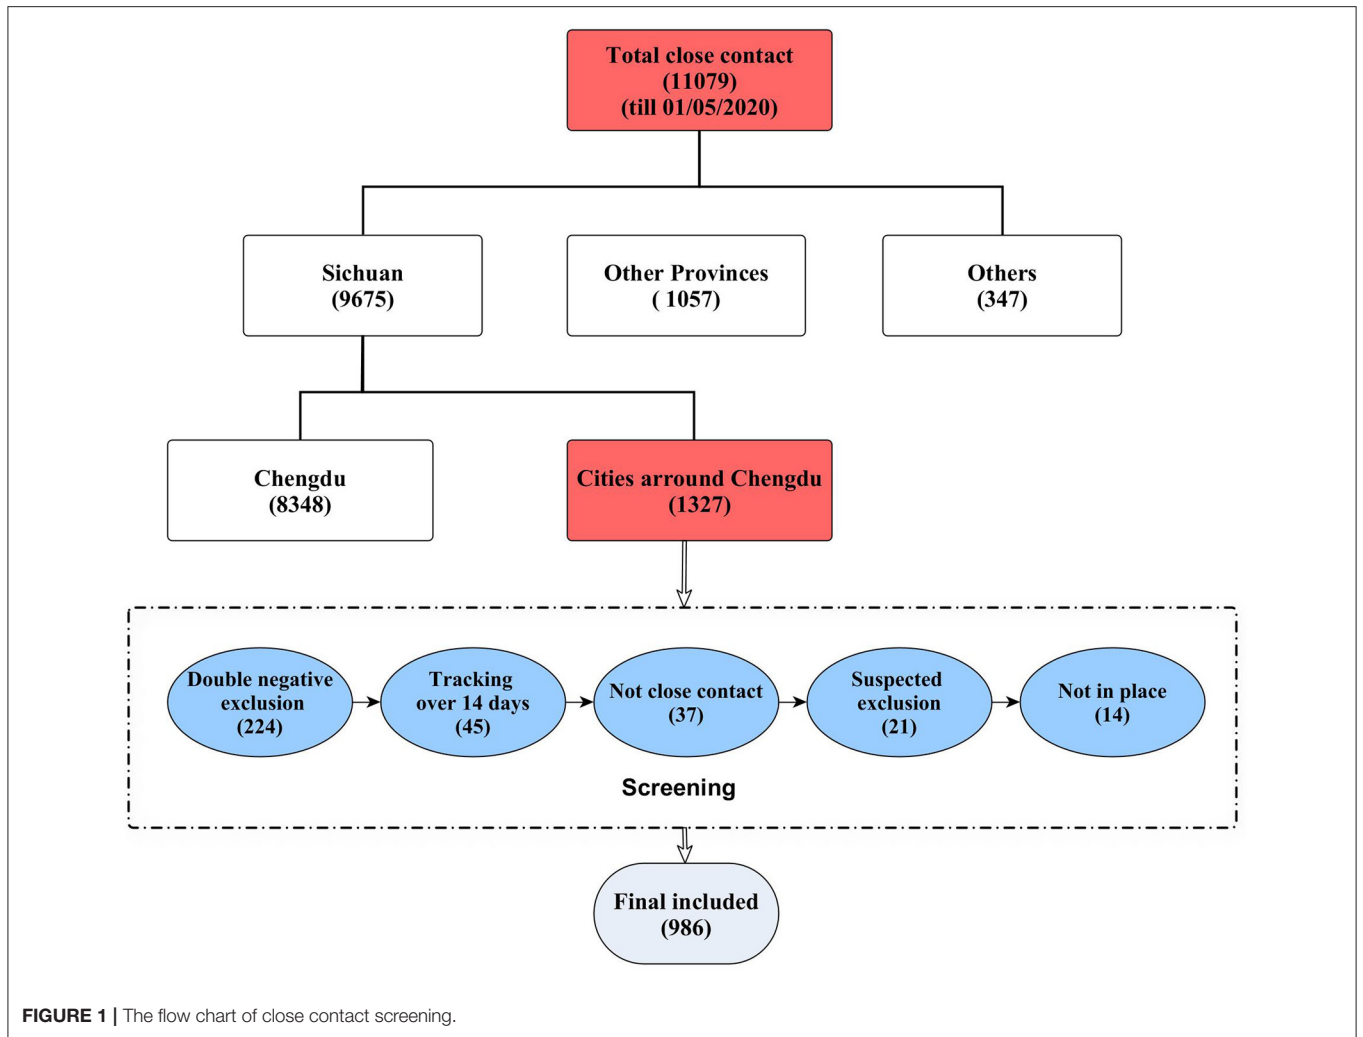 Total close contact
(11079)
(till 01/05/2020)
Sichuan
(9675)
Other Provinces
( 1057)
Others
(347)
Chengdu
(8348)
Cities arround Chengdu
(1327)
Double negative
exclusion
(224)
Tracking
over 14 days
(45)
Not close contact
(37)
Suspected
exclusion
(21)
Not in place
(14)
Screening
Final included
(986)
FIGURE 1 | The flow chart of close contact screening.